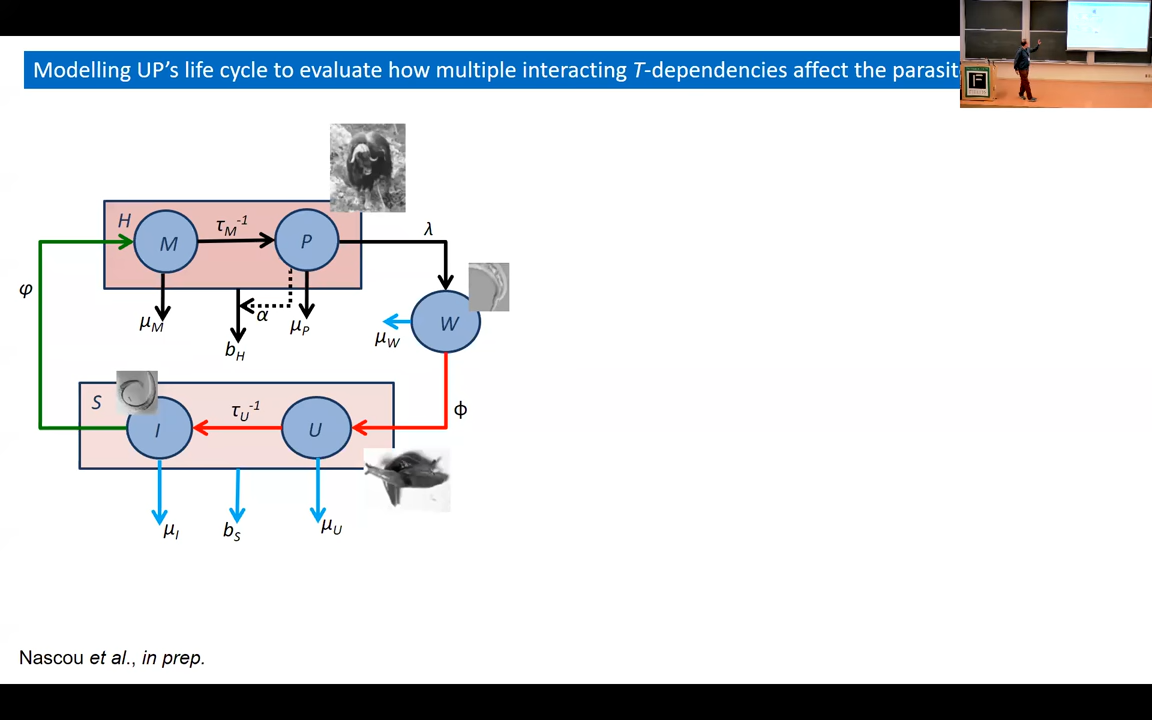 Modelling UP's life cycle to evaluate how multiple interacting T-dependencies affect the
H
M
τM⁻¹
P
λ
φ
α
μM
μP
bH
W
μW
S
I
τU⁻¹
U
ϕ
μI
bS
μU
Nascou et al., in prep.
F